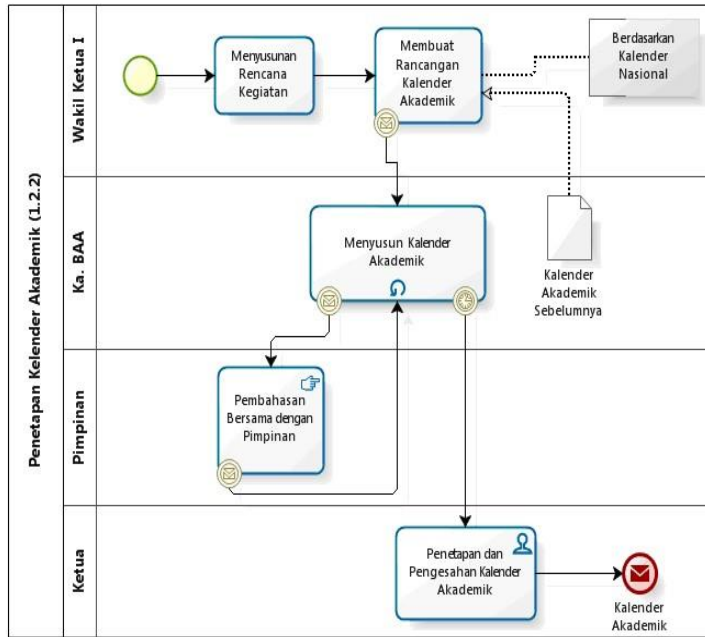 Penetapan Kelender Akademik (1.2.2)
Wakil Ketua I
Menyusunan
Rencana
Kegiatan
Membuat
Rancangan
Kalender
Akademik
Berdasarkan
Kalender
Nasional
Ka. BAA
Menyusun Kalender
Akademik
Kalender
Akademik
Sebelumnya
Pimpinan
Pembahasan
Bersama dengan
Pimpinan
Ketua
Penetapan dan
Pengesahan Kalender
Akademik
Kalender
Akademik